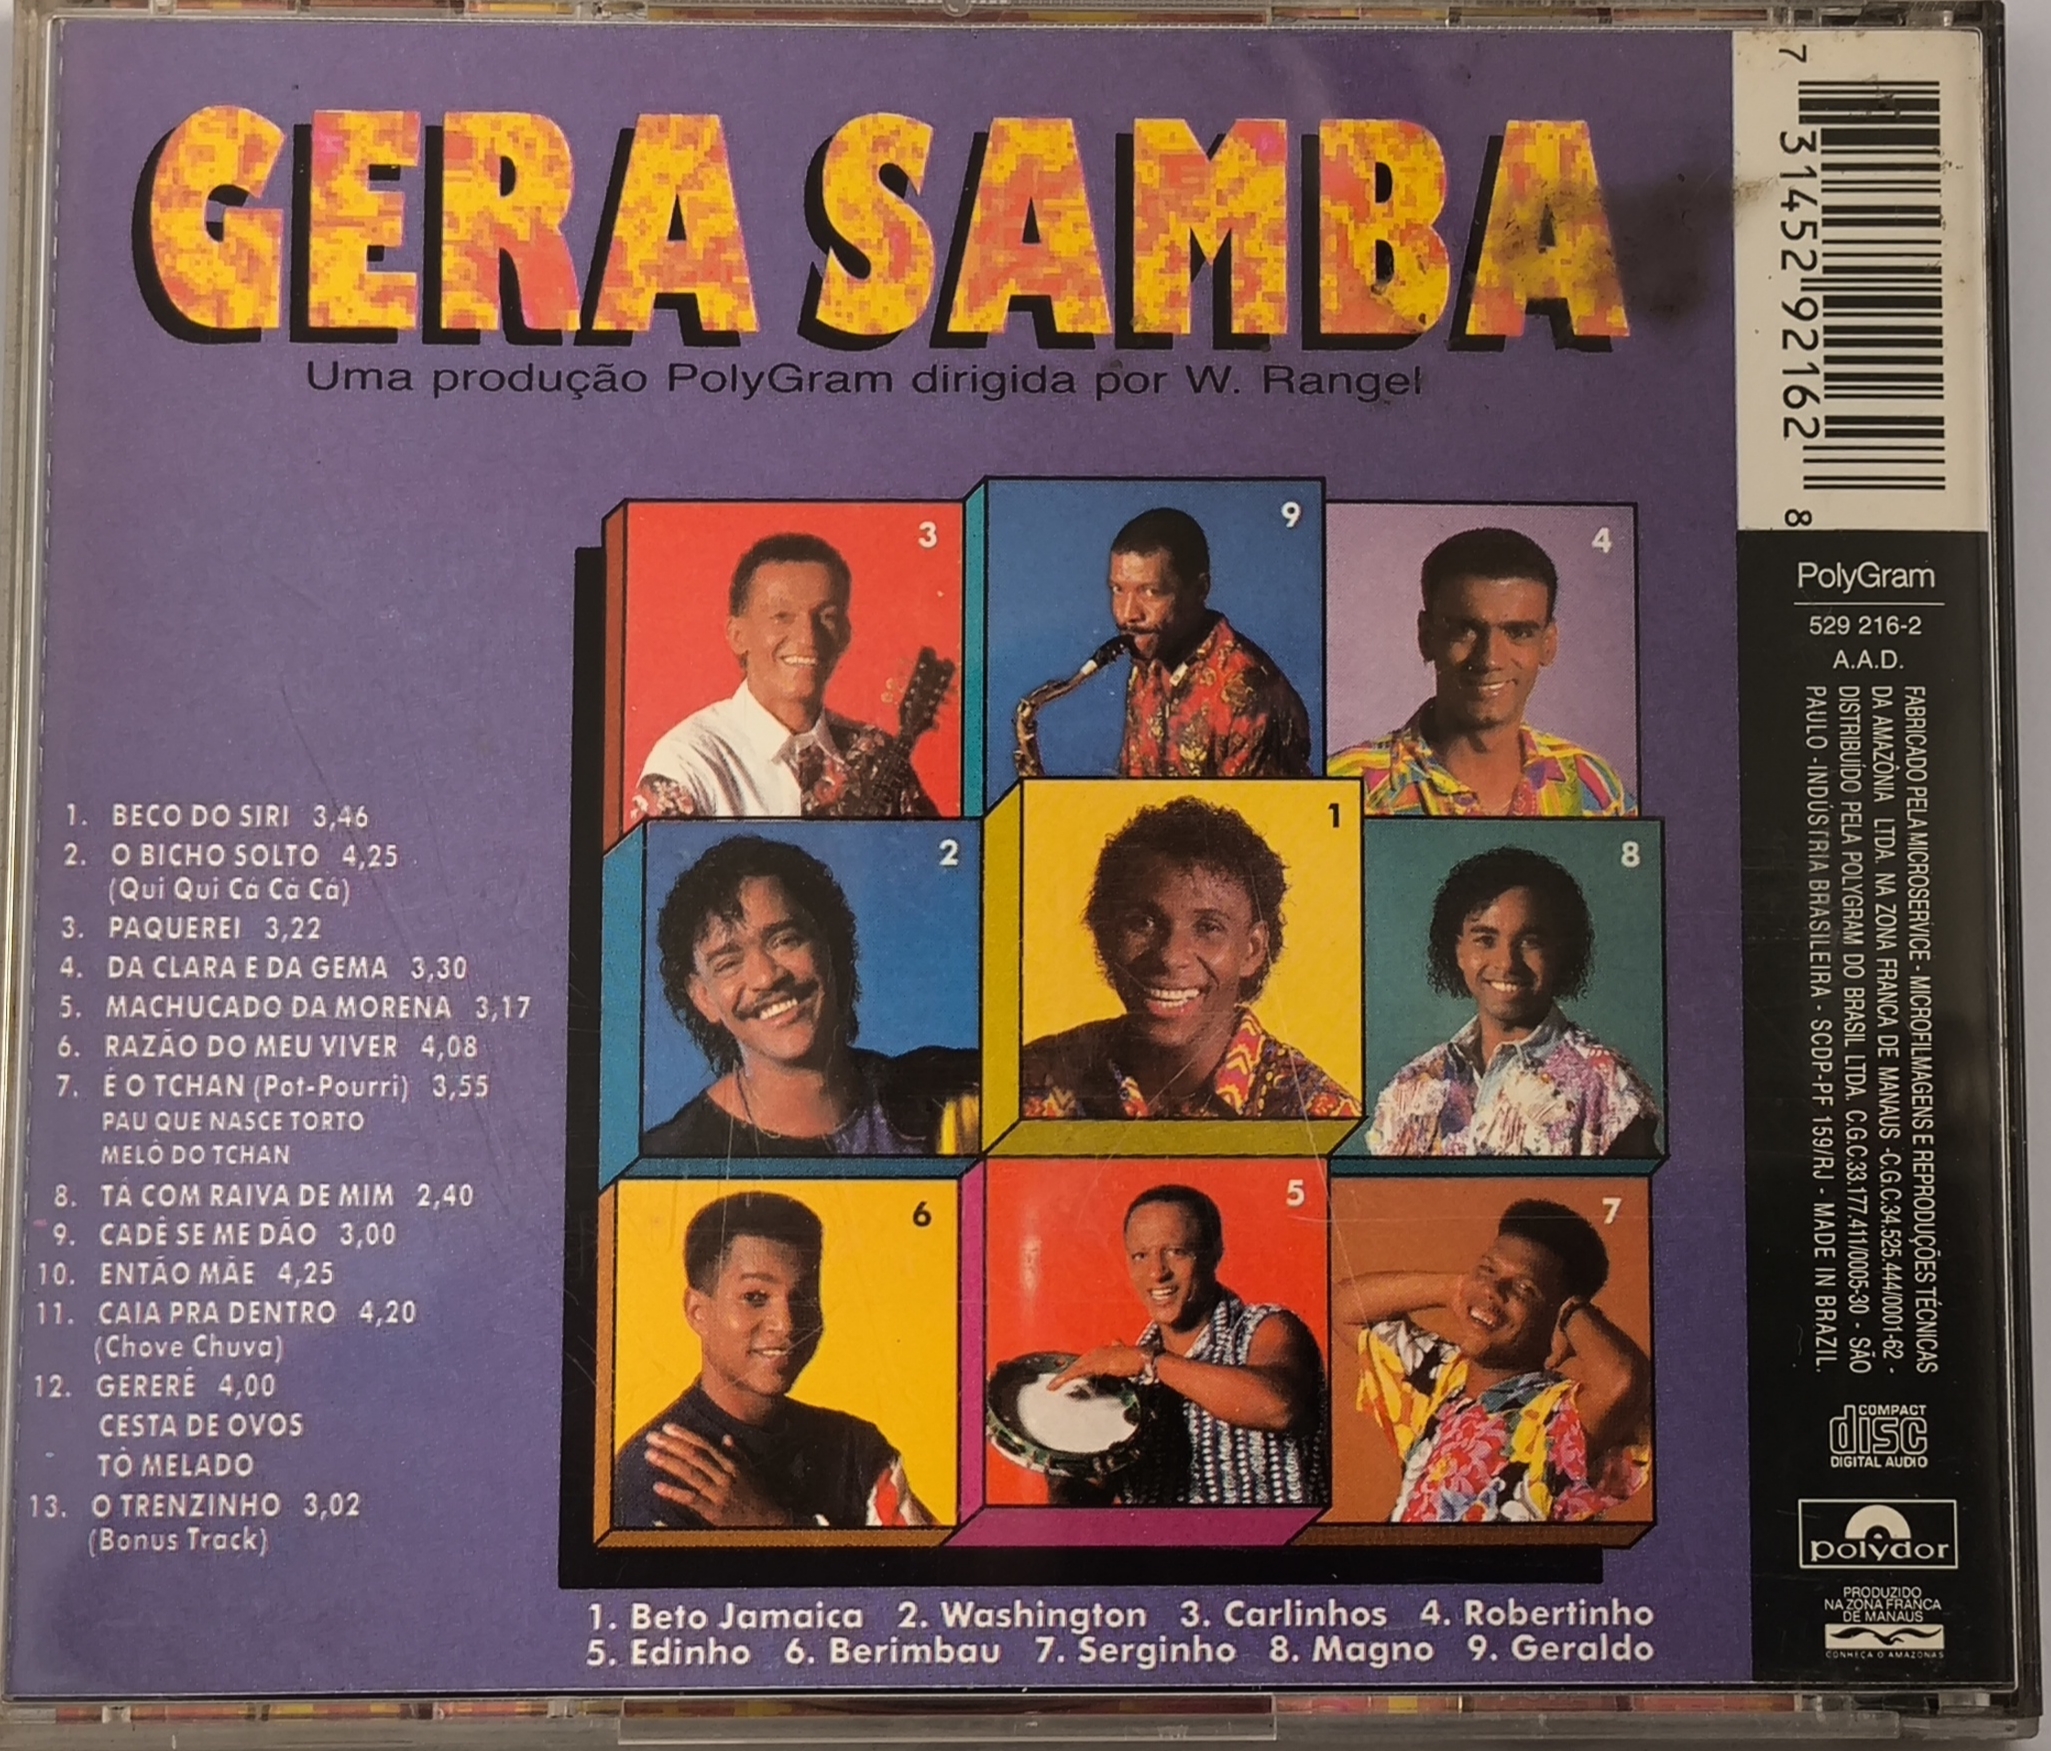 GERA SAMBA
Uma produção PolyGram dirigida por W. Rangel
1. BECO DO SIRI 3,46
2. O BICHO SOLTO 4,25
(Qui Qui Cá Cá Cá)
3. PAQUEREI 3,22
4. DA CLARA E DA GEMA 3,30
5. MACHUCADO DA MORENA 3,17
6. RAZÃO DO MEU VIVER 4,08
7. É O TCHAN (Pot-Pourri) 3,55
PAU QUE NASCE TORTO
MELÔ DO TCHAN
8. TÁ COM RAIVA DE MIM 2,40
9. CADÊ SE ME DÃO 3,00
10. ENTÃO MÃE 4,25
11. CAIA PRA DENTRO 4,20
(Chove Chuva)
12. GERERÊ 4,00
CESTA DE OVOS
TÔ MELADO
13. O TRENZINHO 3,02
(Bonus Track)
3
9
4
2
1
8
6
5
7
1. Beto Jamaica 2. Washington 3. Carlinhos 4. Robertinho
5. Edinho 6. Berimbau 7. Serginho 8. Magno 9. Geraldo
7 31452 92162 8
PolyGram
529 216-2
A.A.D.
FABRICADO PELA MICROSERVICE - MICROFILMAGENS E REPRODUÇÕES TÉCNICAS
DA AMAZÔNIA LTDA. NA ZONA FRANCA DE MANAUS - C.G.C.34.525.444/0001-62 -
DISTRIBUÍDO PELA POLYGRAM DO BRASIL LTDA. C.G.C.33.177.411/0005-30 - SÃO
PAULO - INDÚSTRIA BRASILEIRA - SCDP-PF 159/RJ - MADE IN BRAZIL.
COMPACT
disc
DIGITAL AUDIO
polydor
PRODUZIDO
NA ZONA FRANCA
DE MANAUS
CONHEÇA O AMAZONAS